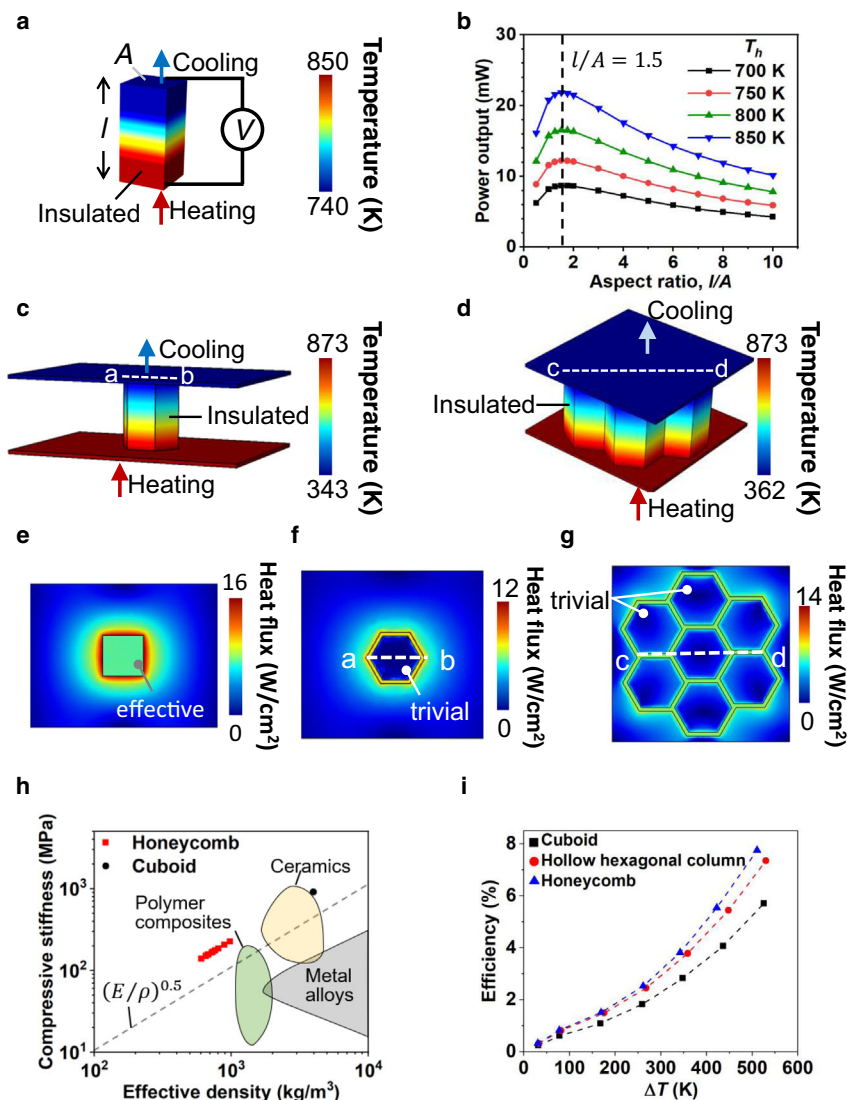 a
A
l
Cooling
V
Insulated
Heating
850
740
Temperature (K)
b
Power output (mW)
30
20
10
0
l/A = 1.5
T_h
700 K
750 K
800 K
850 K
0 2 4 6 8 10
Aspect ratio, l/A
c
Cooling
a b
Insulated
Heating
873
343
Temperature (K)
d
Cooling
c d
Insulated
Heating
873
362
Temperature (K)
e
effective
16
0
Heat flux (W/cm²)
f
a b
trivial
12
0
Heat flux (W/cm²)
g
trivial
c d
14
0
Heat flux (W/cm²)
h
Compressive stiffness (MPa)
10⁴
10³
10²
10¹
Honeycomb
Cuboid
Ceramics
Polymer
composites
Metal
alloys
(E/ρ)^0.5
10² 10³ 10⁴
Effective density (kg/m³)
i
Efficiency (%)
8
6
4
2
0
Cuboid
Hollow hexagonal column
Honeycomb
0 100 200 300 400 500 600
ΔT (K)